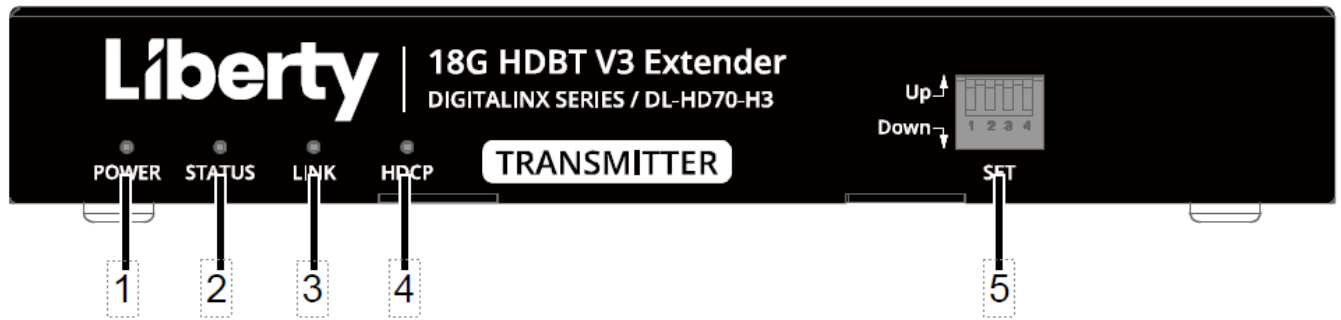 Liberty
18G HDBT V3 Extender
DIGITALINX SERIES / DL-HD70-H3
Up
Down
1 2 3 4
POWER STATUS LINK HDCP
TRANSMITTER
SET
1 2 3 4 5